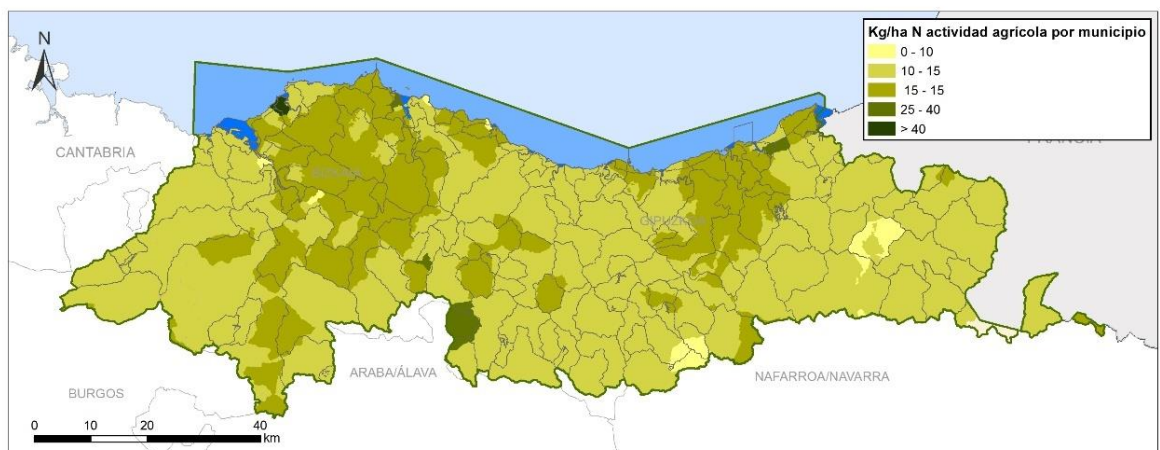 N
Kg/ha N actividad agrícola por municipio
0 - 10
10 - 15
15 - 15
25 - 40
> 40
CANTABRIA
FRANCIA
BIZKAIA
GIPUZKOA
ARABA/ÁLAVA
NAFARROA/NAVARRA
BURGOS
0 10 20 40
km